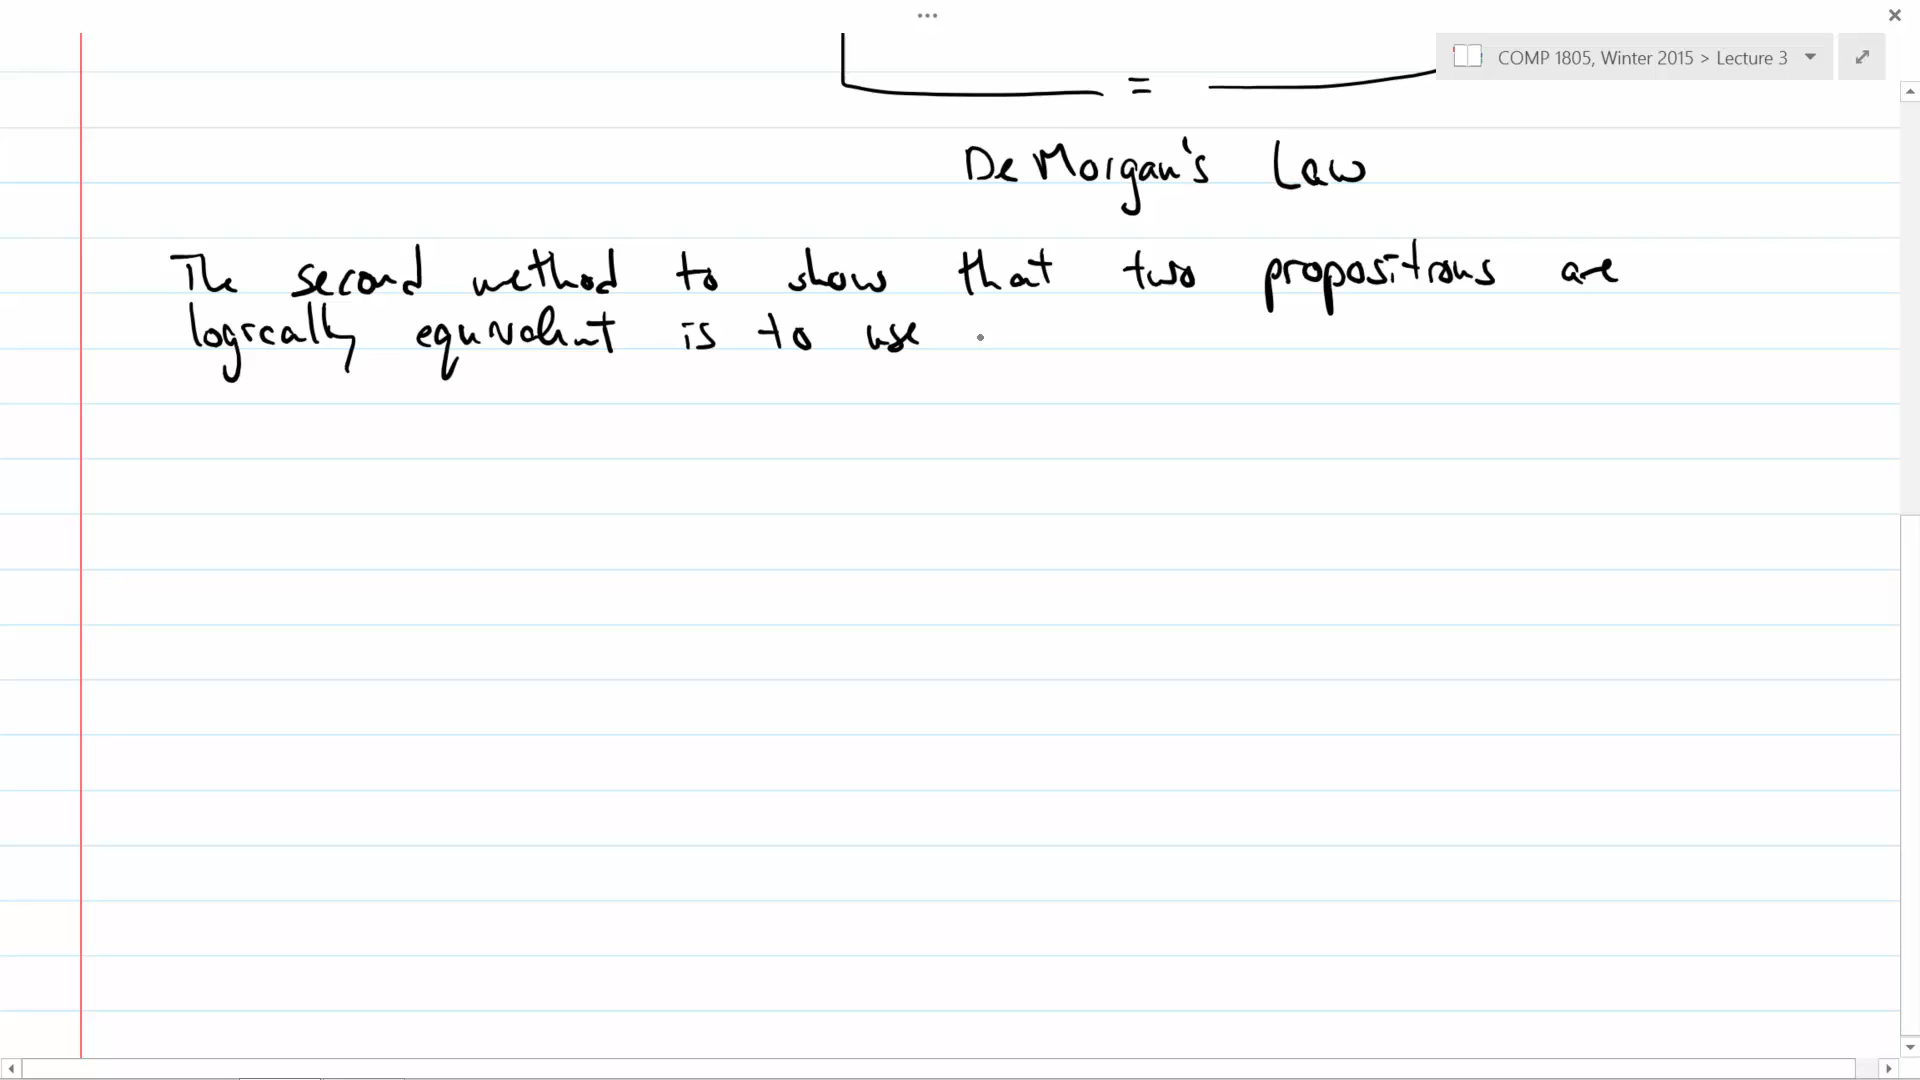 ...
COMP 1805, Winter 2015 > Lecture 3
=
De Morgan's Law
The second method to show that two propositions are
logically equivalent is to use